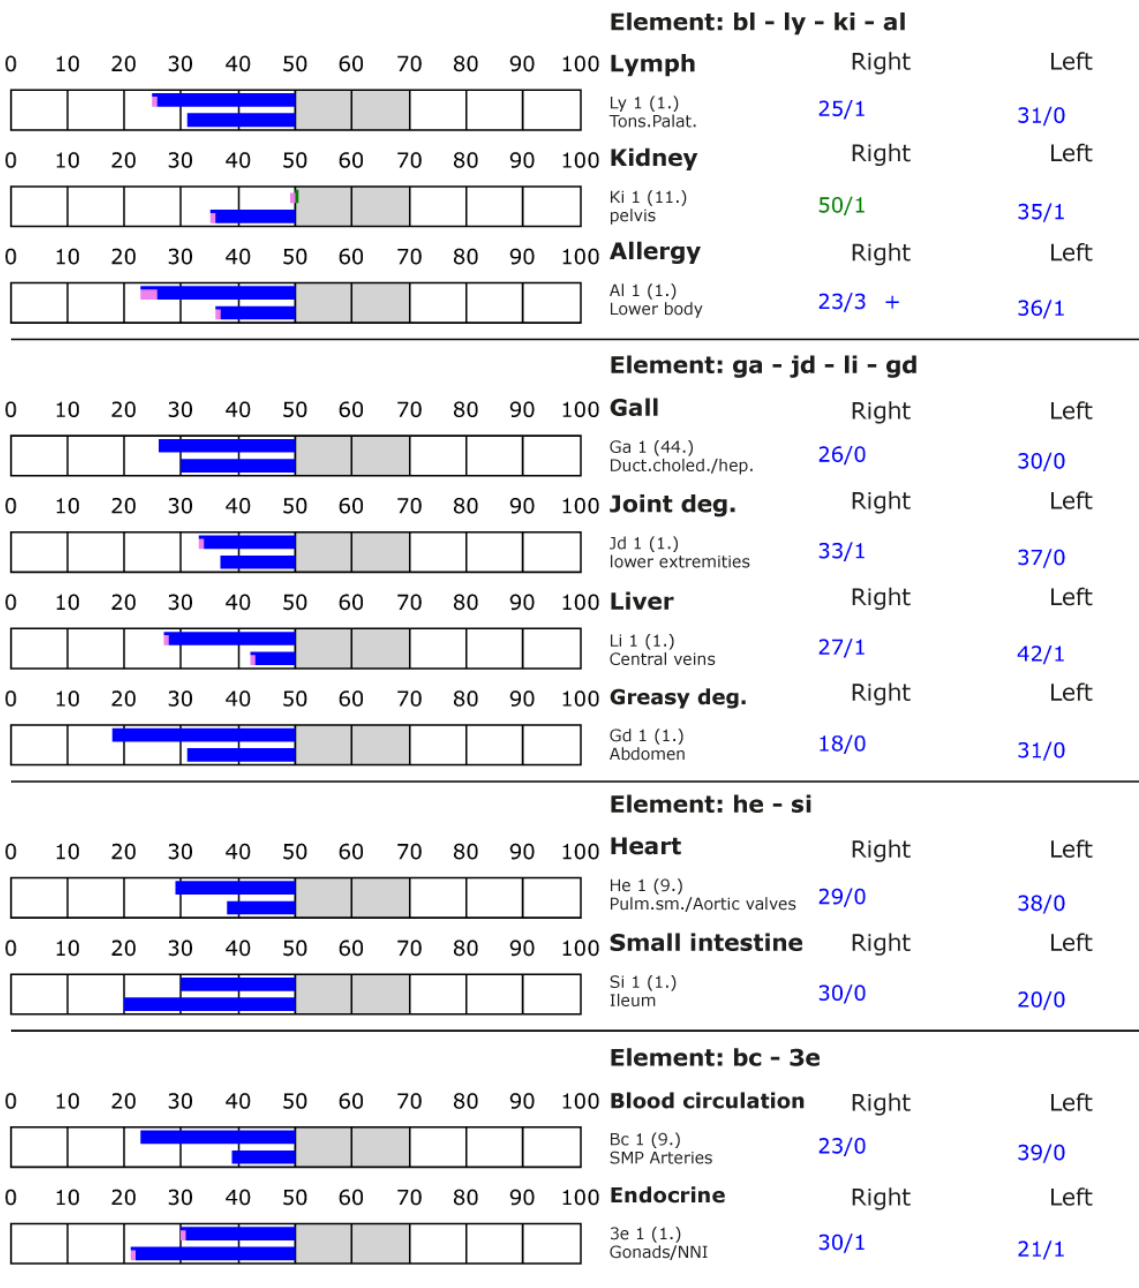 Element: bl - ly - ki - al
0 10 20 30 40 50 60 70 80 90 100 Lymph Right Left
Ly 1 (1.) 25/1 31/0
Tons.Palat.
0 10 20 30 40 50 60 70 80 90 100 Kidney Right Left
Ki 1 (11.) 50/1 35/1
pelvis
0 10 20 30 40 50 60 70 80 90 100 Allergy Right Left
Al 1 (1.) 23/3 + 36/1
Lower body
Element: ga - jd - li - gd
0 10 20 30 40 50 60 70 80 90 100 Gall Right Left
Ga 1 (44.) 26/0 30/0
Duct.choled./hep.
0 10 20 30 40 50 60 70 80 90 100 Joint deg. Right Left
Jd 1 (1.) 33/1 37/0
lower extremities
0 10 20 30 40 50 60 70 80 90 100 Liver Right Left
Li 1 (1.) 27/1 42/1
Central veins
0 10 20 30 40 50 60 70 80 90 100 Greasy deg. Right Left
Gd 1 (1.) 18/0 31/0
Abdomen
Element: he - si
0 10 20 30 40 50 60 70 80 90 100 Heart Right Left
He 1 (9.) 29/0 38/0
Pulm.sm./Aortic valves
0 10 20 30 40 50 60 70 80 90 100 Small intestine Right Left
Si 1 (1.) 30/0 20/0
Ileum
Element: bc - 3e
0 10 20 30 40 50 60 70 80 90 100 Blood circulation Right Left
Bc 1 (9.) 23/0 39/0
SMP Arteries
0 10 20 30 40 50 60 70 80 90 100 Endocrine Right Left
3e 1 (1.) 30/1 21/1
Gonads/NNI